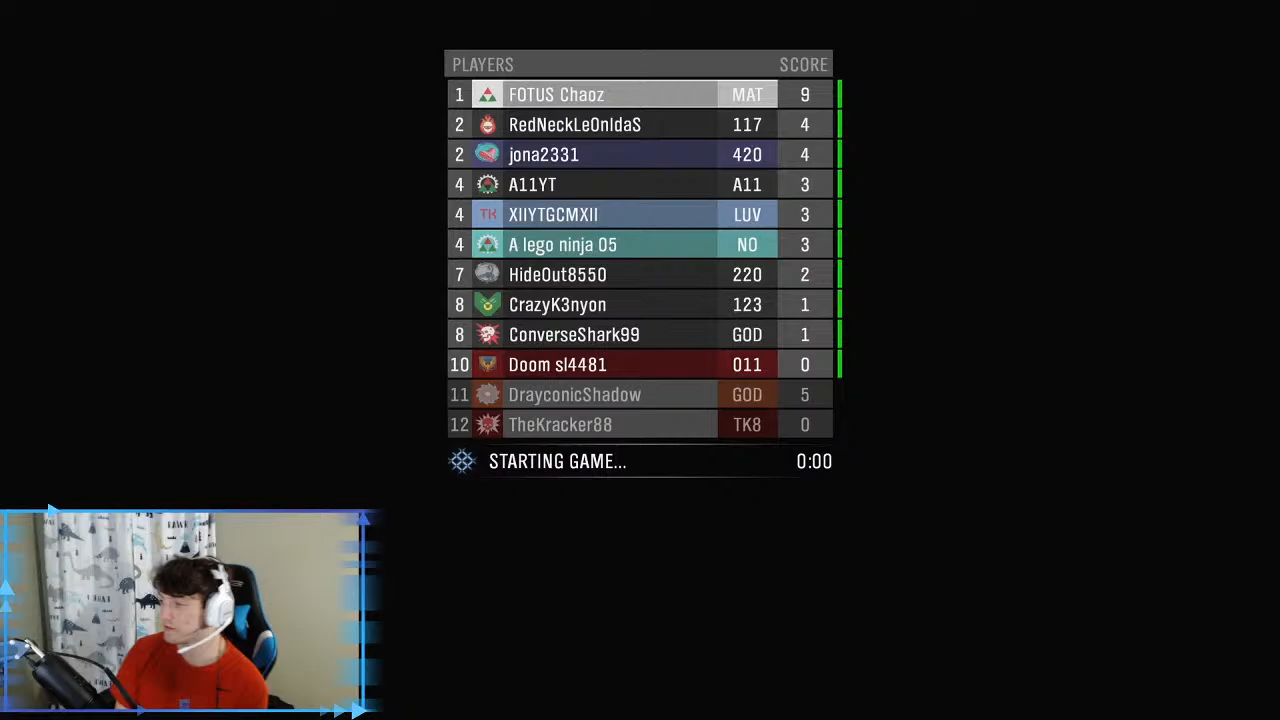 PLAYERS SCORE
1 FOTUS Chaoz MAT 9
2 RedNeckLeOnIdaS 117 4
2 jona2331 420 4
4 A11YT A11 3
4 TK XIIYTGCMXII LUV 3
4 A lego ninja 05 NO 3
7 HideOut8550 220 2
8 CrazyK3nyon 123 1
8 ConverseShark99 GOD 1
10 Doom sl4481 011 0
11 DrayconicShadow GOD 5
12 TheKracker88 TK8 0
STARTING GAME... 0:00
RAWR